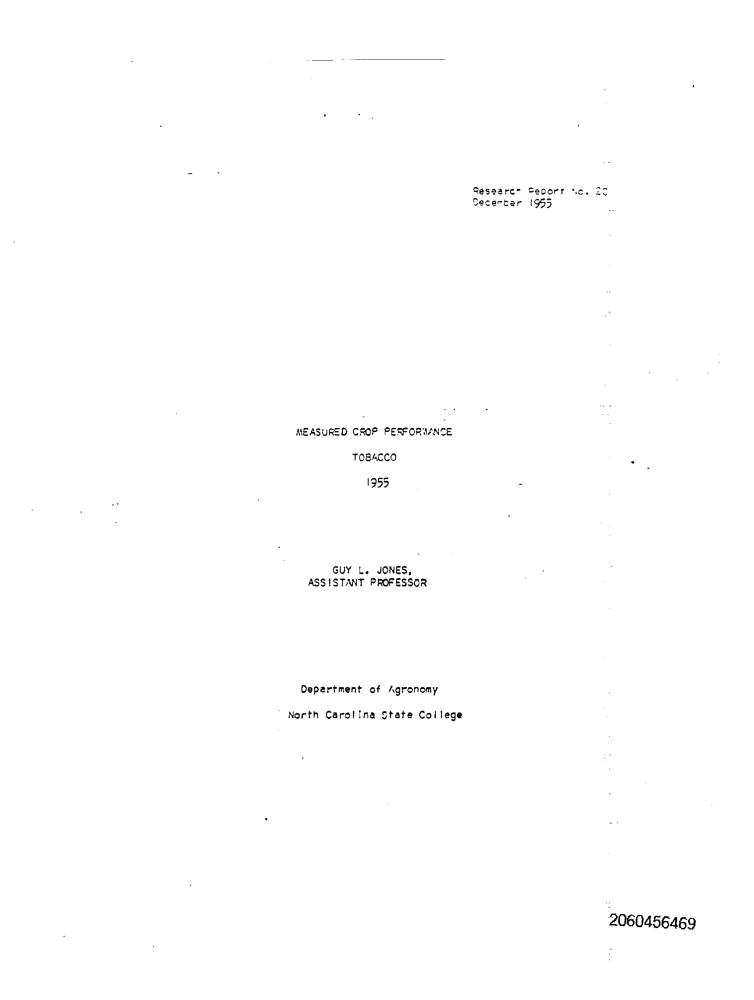 Research Report No. 20
December 1955
MEASURED CROP PERFORMANCE
TOBACCO
1955
GUY L. JONES,
ASSISTANT PROFESSOR
Department of Agronomy
North Carolina State College
2060456469